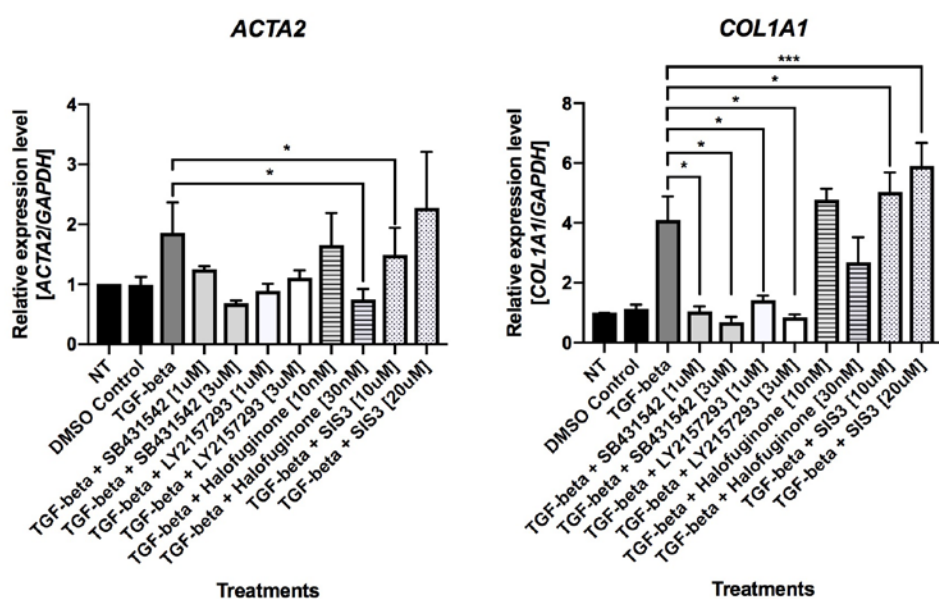 ACTA2
Relative expression level
[ACTA2/GAPDH]
4
3
2
1
0
*
*
NT
DMSO Control
TGF-beta
TGF-beta + SB431542 [1uM]
TGF-beta + SB431542 [3uM]
TGF-beta + LY2157293 [1uM]
TGF-beta + LY2157293 [3uM]
TGF-beta + Halofuginone [10nM]
TGF-beta + Halofuginone [30nM]
TGF-beta + SIS3 [10uM]
TGF-beta + SIS3 [20uM]
Treatments
COL1A1
Relative expression level
[COL1A1/GAPDH]
8
6
4
2
0
***
*
*
*
*
*
NT
DMSO Control
TGF-beta
TGF-beta + SB431542 [1uM]
TGF-beta + SB431542 [3uM]
TGF-beta + LY2157293 [1uM]
TGF-beta + LY2157293 [3uM]
TGF-beta + Halofuginone [10nM]
TGF-beta + Halofuginone [30nM]
TGF-beta + SIS3 [10uM]
TGF-beta + SIS3 [20uM]
Treatments